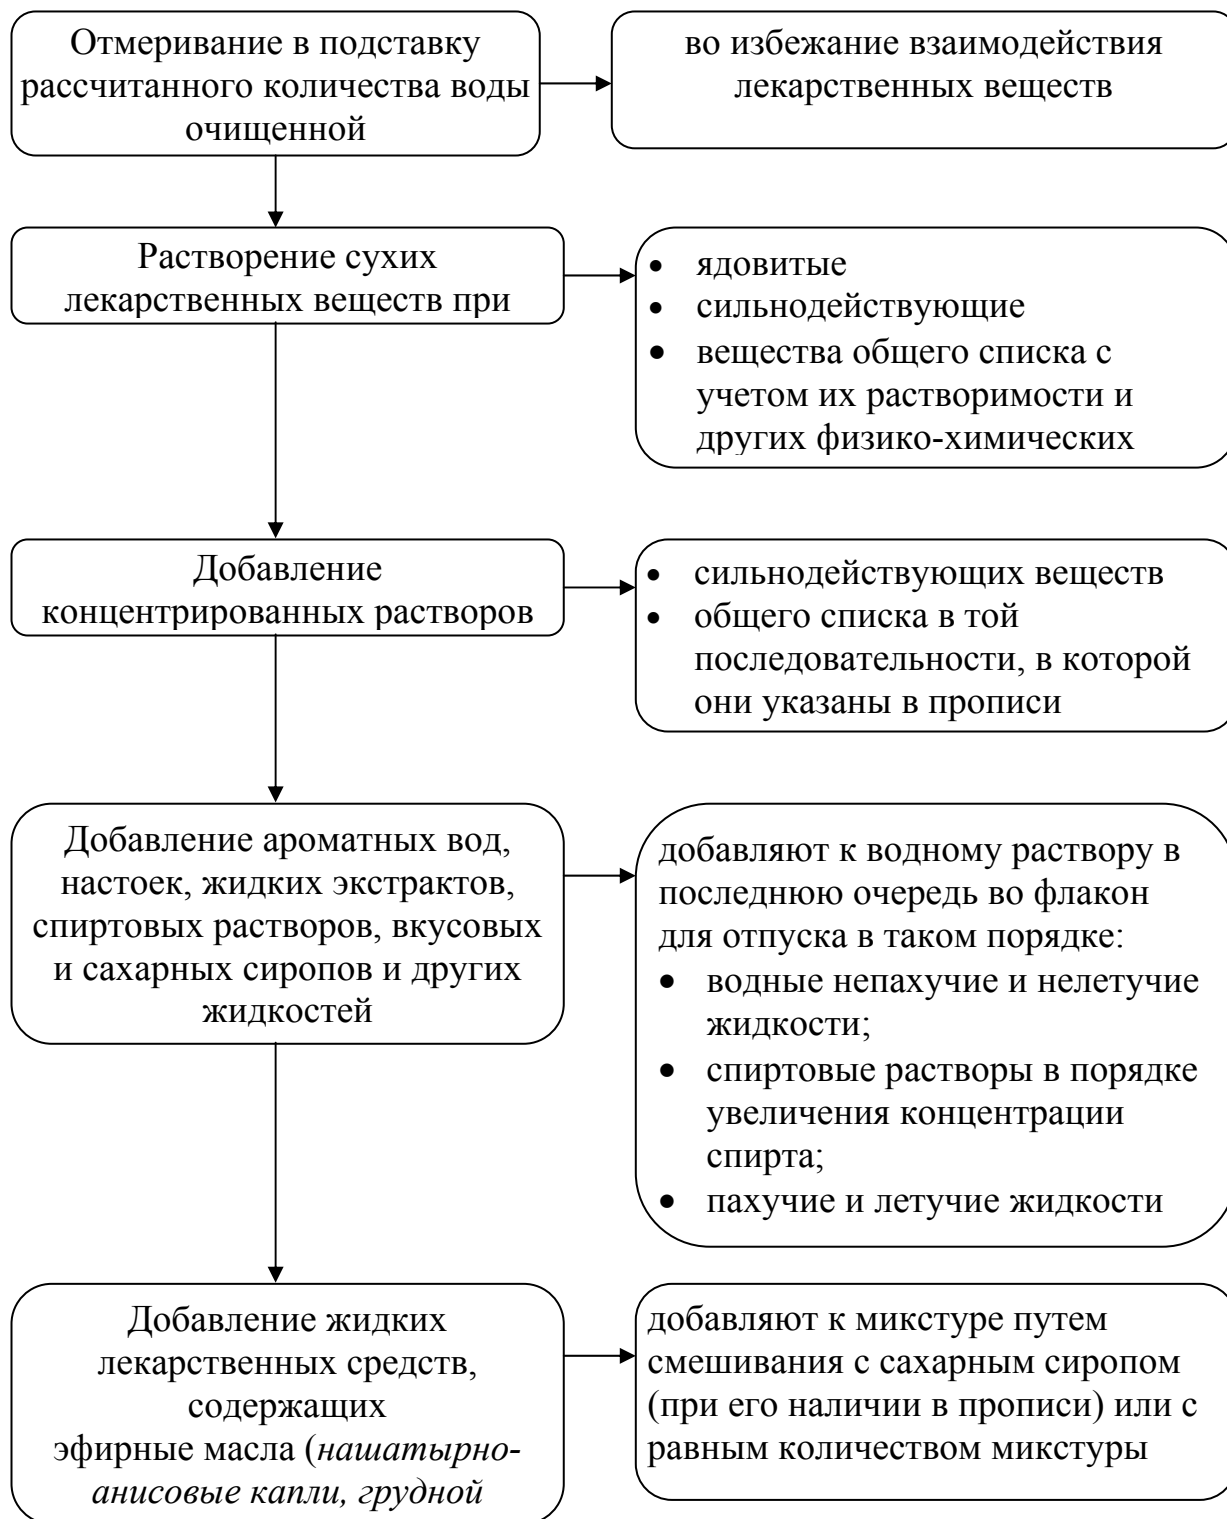 Отмеривание в подставку
рассчитанного количества воды
очищенной
во избежание взаимодействия
лекарственных веществ
Растворение сухих
лекарственных веществ при
• ядовитые
• сильнодействующие
• вещества общего списка с
учетом их растворимости и
других физико-химических
Добавление
концентрированных растворов
• сильнодействующих веществ
• общего списка в той
последовательности, в которой
они указаны в прописи
Добавление ароматных вод,
настоек, жидких экстрактов,
спиртовых растворов, вкусовых
и сахарных сиропов и других
жидкостей
добавляют к водному раствору в
последнюю очередь во флакон
для отпуска в таком порядке:
• водные непахучие и нелетучие
жидкости;
• спиртовые растворы в порядке
увеличения концентрации
спирта;
• пахучие и летучие жидкости
Добавление жидких
лекарственных средств,
содержащих
эфирные масла (нашатырно-
анисовые капли, грудной
добавляют к микстуре путем
смешивания с сахарным сиропом
(при его наличии в прописи) или с
равным количеством микстуры